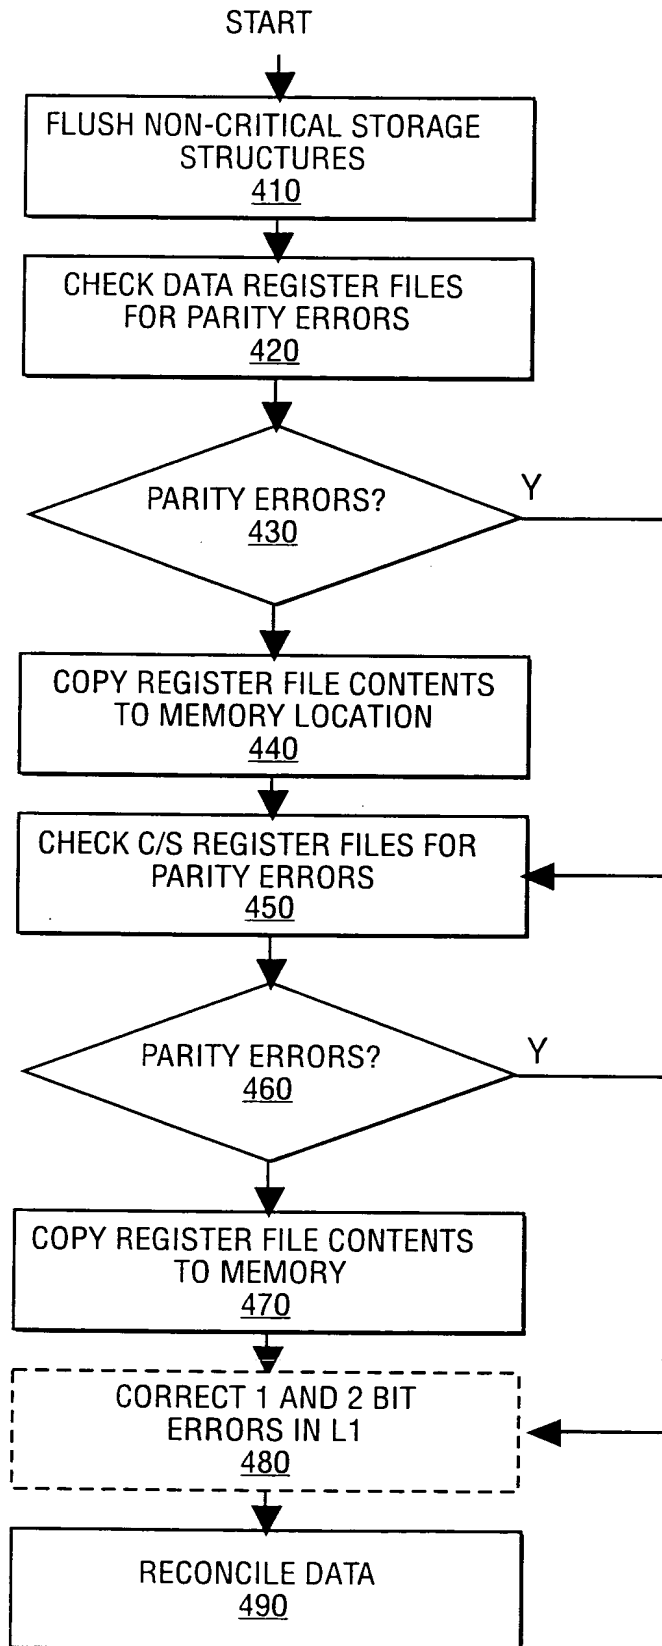 START
FLUSH NON-CRITICAL STORAGE
STRUCTURES
410
CHECK DATA REGISTER FILES
FOR PARITY ERRORS
420
PARITY ERRORS?
430
Y
COPY REGISTER FILE CONTENTS
TO MEMORY LOCATION
440
CHECK C/S REGISTER FILES FOR
PARITY ERRORS
450
PARITY ERRORS?
460
Y
COPY REGISTER FILE CONTENTS
TO MEMORY
470
CORRECT 1 AND 2 BIT
ERRORS IN L1
480
RECONCILE DATA
490